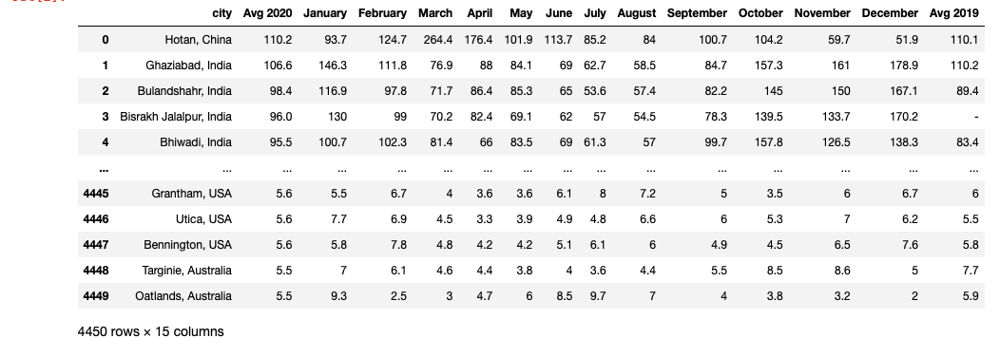 city Avg 2020 January February March April May June July August September October November December Avg 2019
0 Hotan, China 110.2 93.7 124.7 264.4 176.4 101.9 113.7 85.2 84 100.7 104.2 59.7 51.9 110.1
1 Ghaziabad, India 106.6 146.3 111.8 76.9 88 84.1 69 62.7 58.5 84.7 157.3 161 178.9 110.2
2 Bulandshahr, India 98.4 116.9 97.8 71.7 86.4 85.3 65 53.6 57.4 82.2 145 150 167.1 89.4
3 Bisrakh Jalalpur, India 96.0 130 99 70.2 82.4 69.1 62 57 54.5 78.3 139.5 133.7 170.2 -
4 Bhiwadi, India 95.5 100.7 102.3 81.4 66 83.5 69 61.3 57 99.7 157.8 126.5 138.3 83.4
... ... ... ... ... ... ... ... ... ... ... ... ... ... ... ...
4445 Grantham, USA 5.6 5.5 6.7 4 3.6 3.6 6.1 8 7.2 5 3.5 6 6.7 6
4446 Utica, USA 5.6 7.7 6.9 4.5 3.3 3.9 4.9 4.8 6.6 6 5.3 7 6.2 5.5
4447 Bennington, USA 5.6 5.8 7.8 4.8 4.2 4.2 5.1 6.1 6 4.9 4.5 6.5 7.6 5.8
4448 Targinie, Australia 5.5 7 6.1 4.6 4.4 3.8 4 3.6 4.4 5.5 8.5 8.6 5 7.7
4449 Oatlands, Australia 5.5 9.3 2.5 3 4.7 6 8.5 9.7 7 4 3.8 3.2 2 5.9
4450 rows × 15 columns